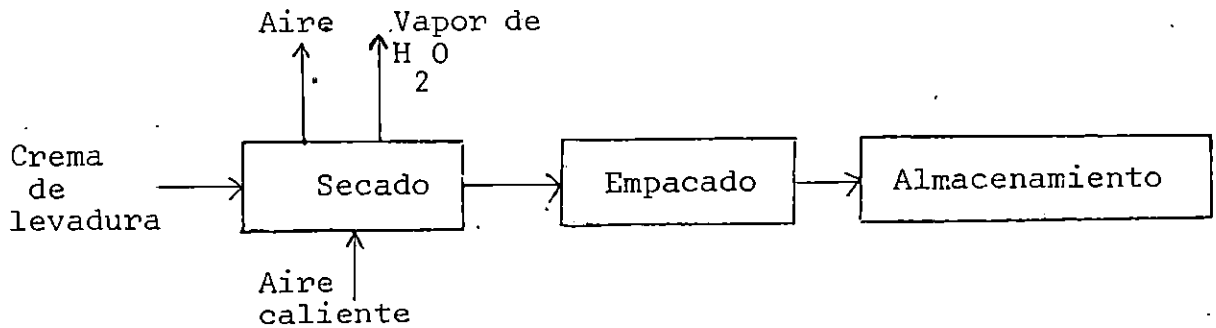 Aire
Vapor de
H O
2
Crema
de
levadura
Secado
Empacado
Almacenamiento
Aire
caliente